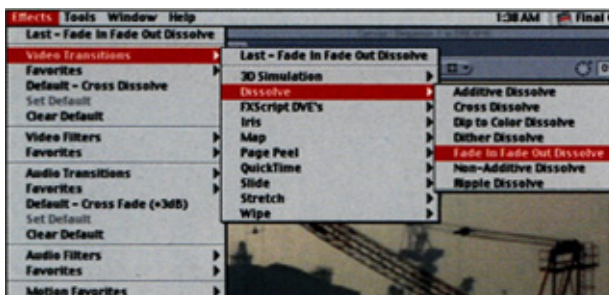 Effects Tools Window Help 1:38 AM Final
Last - Fade In Fade Out Dissolve
Video Transitions
Favorites
Default - Cross Dissolve
Set Default
Clear Default
Video Filters
Favorites
Audio Transitions
Favorites
Default - Cross Fade (+3dB)
Set Default
Clear Default
Audio Filters
Favorites
Motion Favorites
Last - Fade In Fade Out Dissolve
3D Simulation
Dissolve
FXScript DVE's
Iris
Map
Page Peel
QuickTime
Slide
Stretch
Wipe
Additive Dissolve
Cross Dissolve
Dip to Color Dissolve
Dither Dissolve
Fade In Fade Out Dissolve
Non-Additive Dissolve
Ripple Dissolve